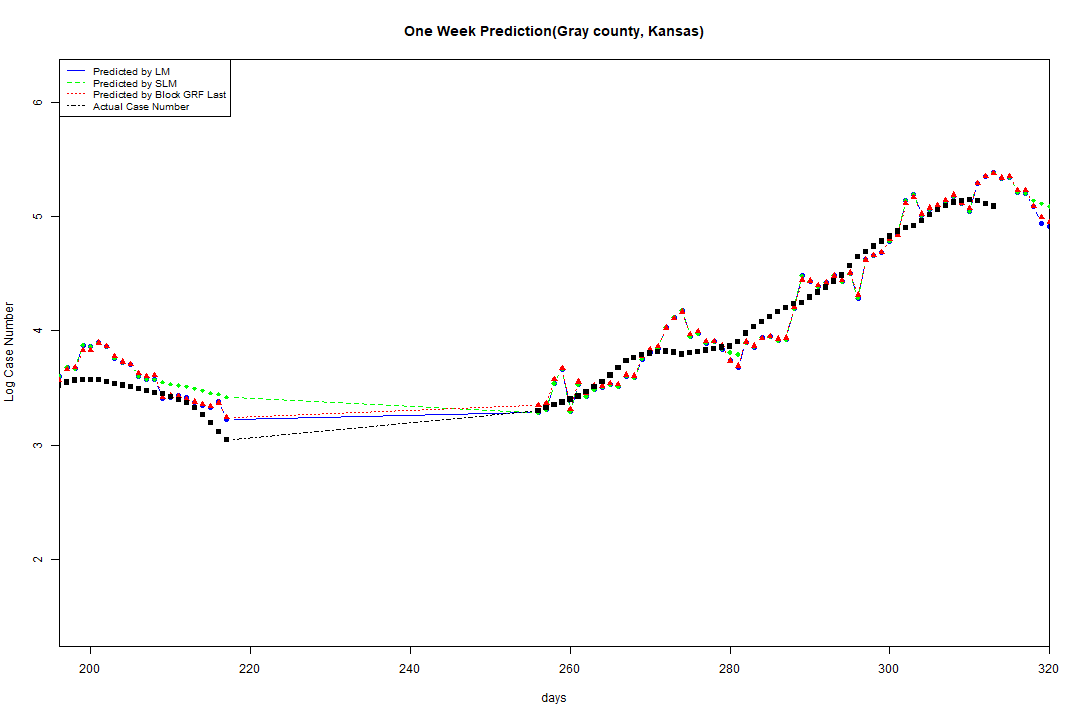 One Week Prediction(Gray county, Kansas)
Predicted by LM
Predicted by SLM
Predicted by Block GRF Last
Actual Case Number
6
5
4
3
2
Log Case Number
200 220 240 260 280 300 320
days